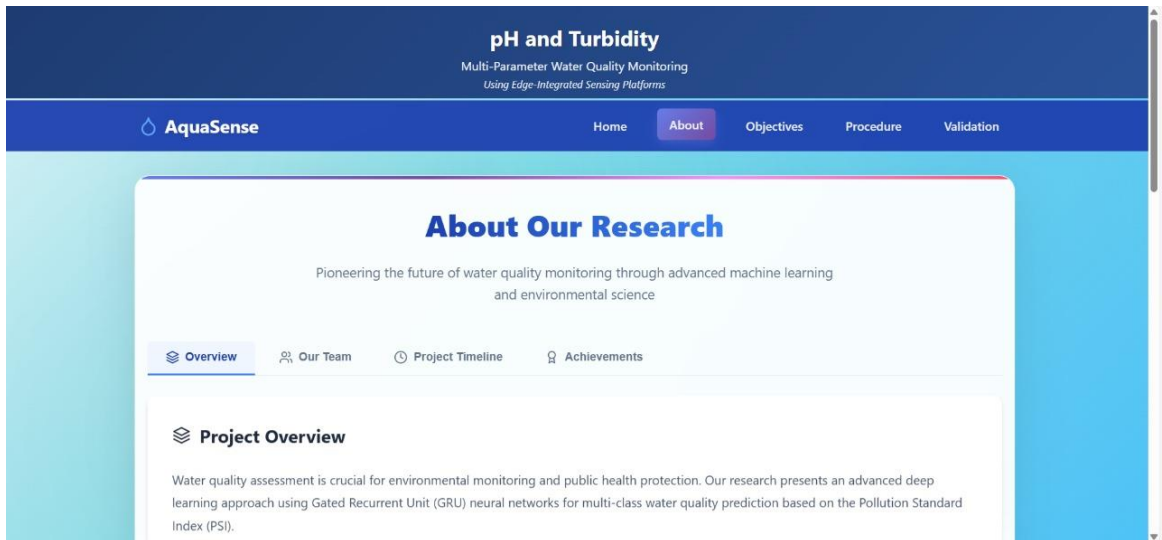 pH and Turbidity
Multi-Parameter Water Quality Monitoring
Using Edge-Integrated Sensing Platforms
AquaSense
Home About Objectives Procedure Validation
About Our Research
Pioneering the future of water quality monitoring through advanced machine learning
and environmental science
Overview Our Team Project Timeline Achievements
Project Overview
Water quality assessment is crucial for environmental monitoring and public health protection. Our research presents an advanced deep
learning approach using Gated Recurrent Unit (GRU) neural networks for multi-class water quality prediction based on the Pollution Standard
Index (PSI).